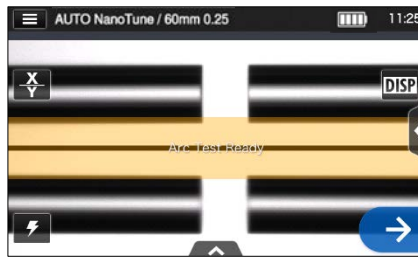 AUTO NanoTune / 60mm 0.25
11:25
X
Y
DISP
Arc Test Ready